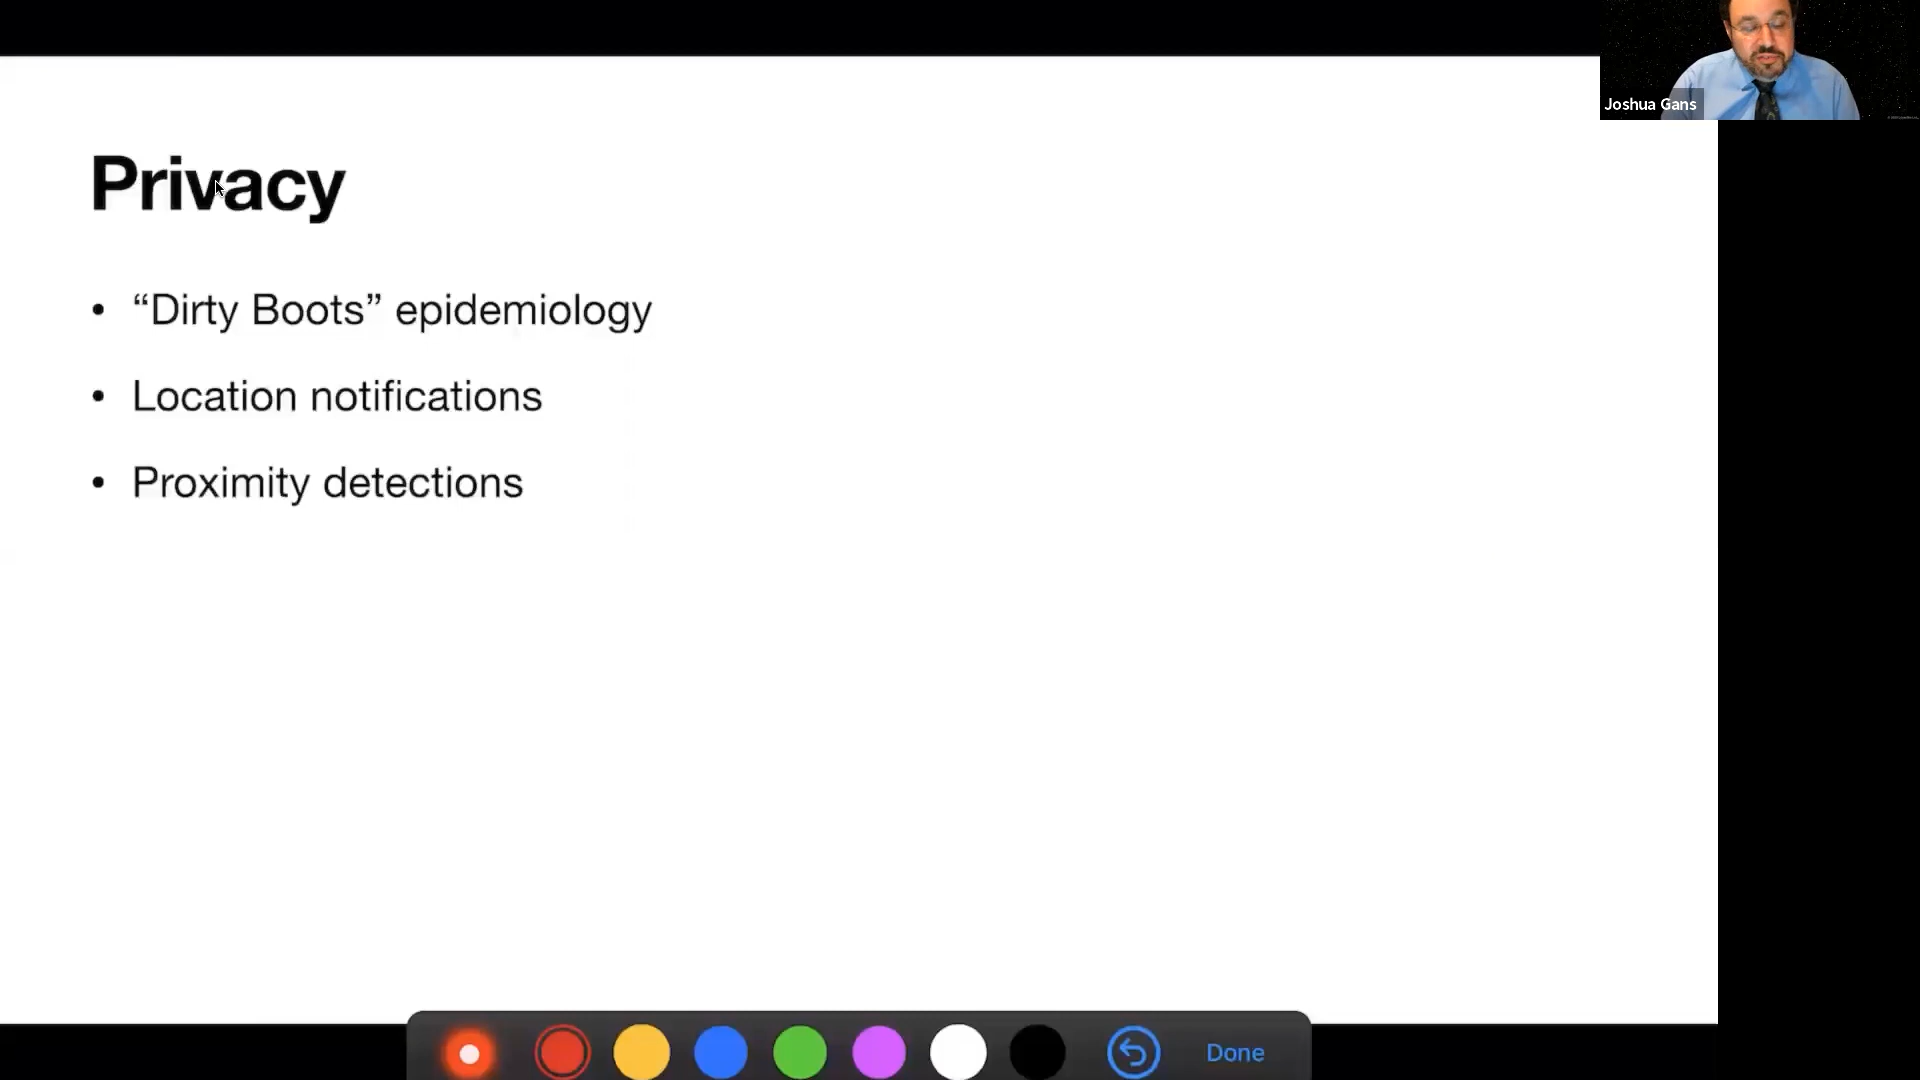 Joshua Gans
Privacy
• “Dirty Boots” epidemiology
• Location notifications
• Proximity detections
Done